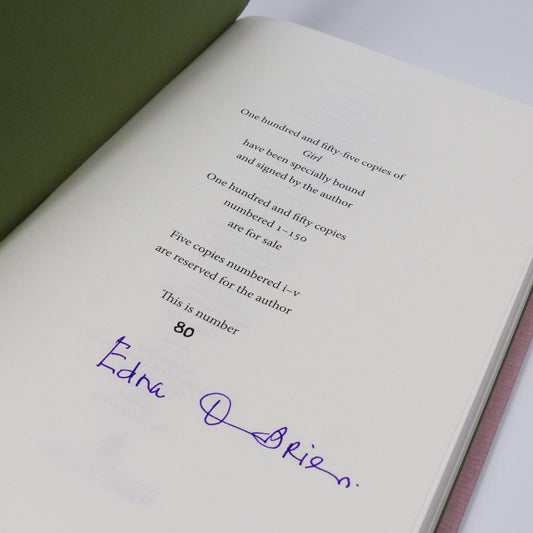 One hundred and fifty-five copies of
Girl
have been specially bound
and signed by the author
One hundred and fifty copies
numbered 1–150
are for sale
Five copies numbered i–v
are reserved for the author
This is number
80
Edna O Brien.